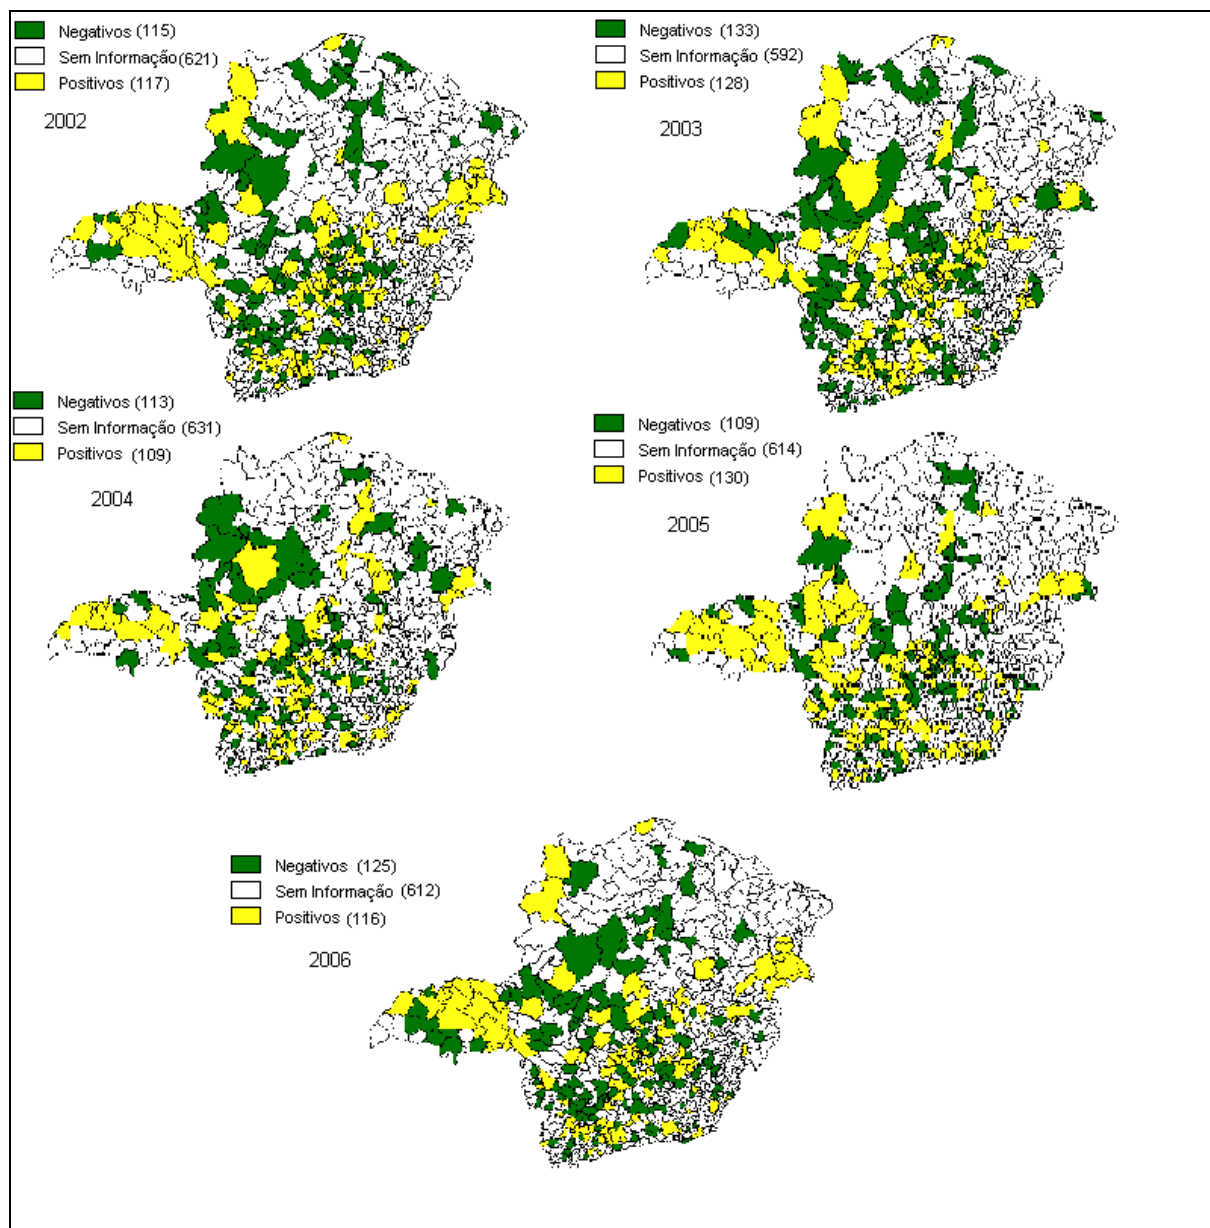 Negativos (115)
Sem Informação (621)
Positivos (117)
2002
Negativos (133)
Sem Informação (592)
Positivos (128)
2003
Negativos (113)
Sem Informação (631)
Positivos (109)
2004
Negativos (109)
Sem Informação (614)
Positivos (130)
2005
Negativos (125)
Sem Informação (612)
Positivos (116)
2006